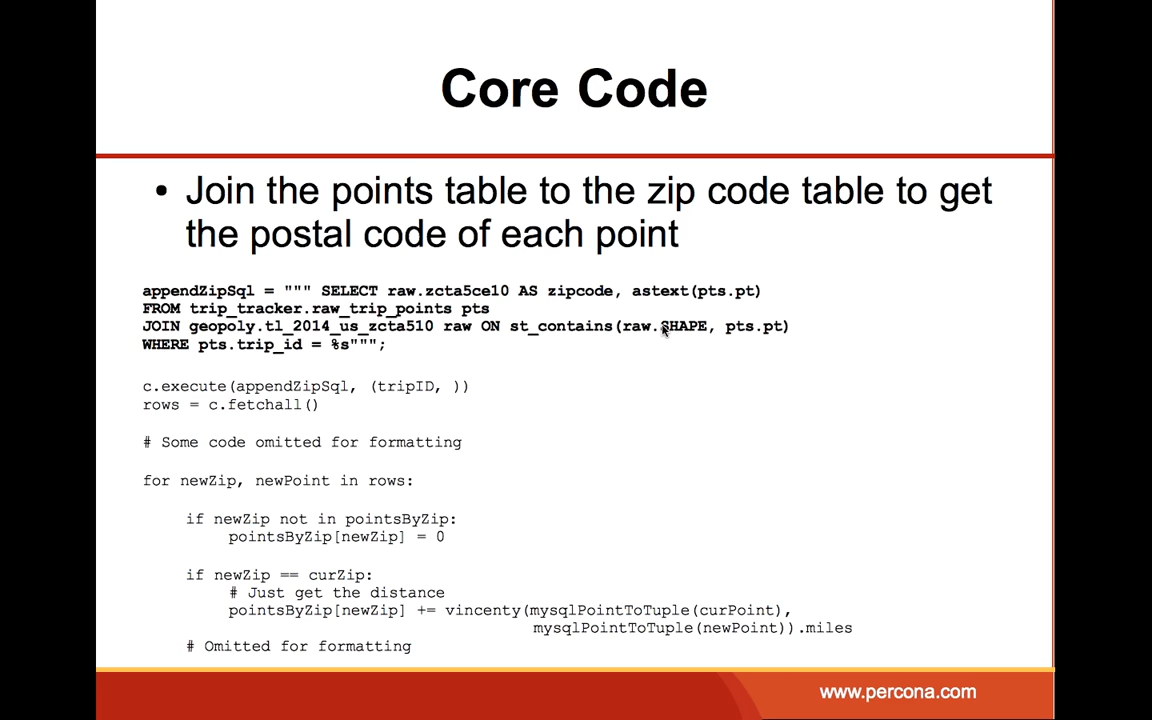 Core Code
• Join the points table to the zip code table to get
the postal code of each point
appendZipSql = """ SELECT raw.zcta5ce10 AS zipcode, astext(pts.pt)
FROM trip_tracker.raw_trip_points pts
JOIN geopoly.tl_2014_us_zcta510 raw ON st_contains(raw.SHAPE, pts.pt)
WHERE pts.trip_id = %s""";
c.execute(appendZipSql, (tripID, ))
rows = c.fetchall()
# Some code omitted for formatting
for newZip, newPoint in rows:
if newZip not in pointsByZip:
pointsByZip[newZip] = 0
if newZip == curZip:
# Just get the distance
pointsByZip[newZip] += vincenty(mysqlPointToTuple(curPoint),
mysqlPointToTuple(newPoint)).miles
# Omitted for formatting
www.percona.com